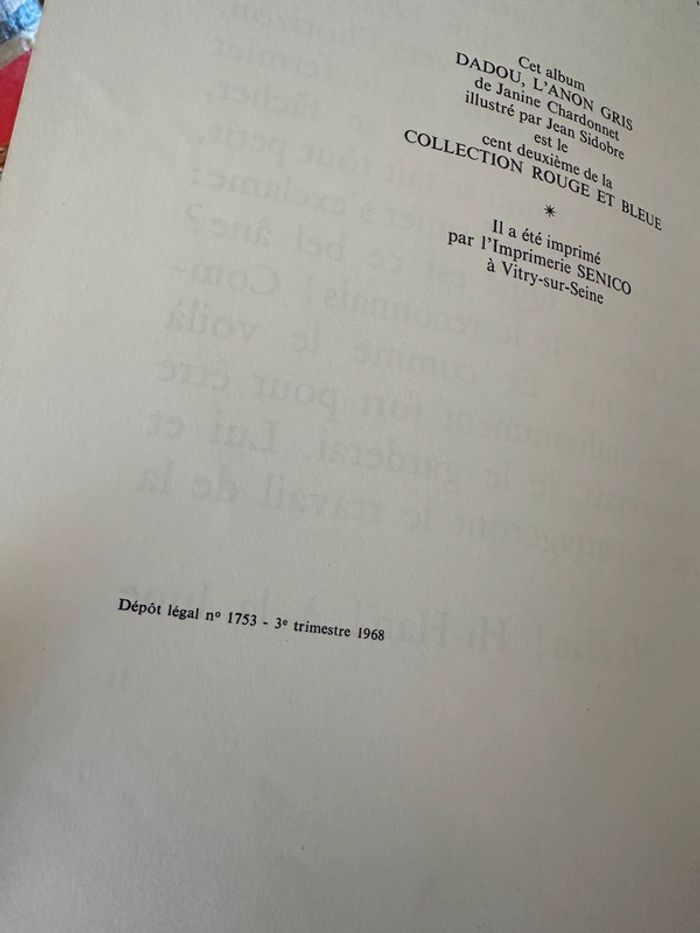 Cet album
DADOU, L'ANON GRIS
de Janine Chardonnet
illustré par Jean Sidobre
est le
cent deuxième de la
COLLECTION ROUGE ET BLEUE
*
Il a été imprimé
par l'Imprimerie SENICO
à Vitry-sur-Seine
Dépôt légal nº 1753 - 3e trimestre 1968